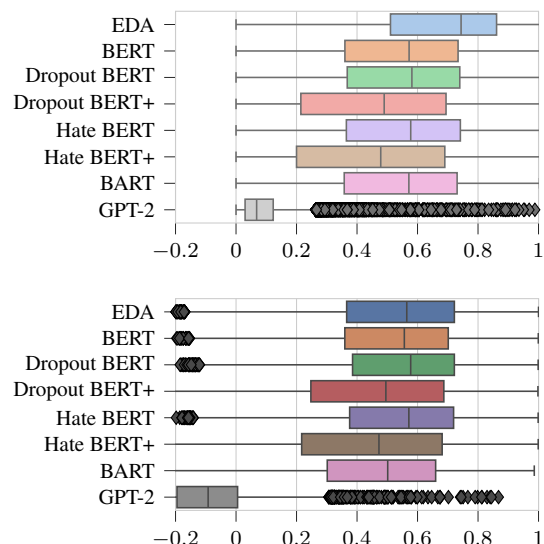 EDA
BERT
Dropout BERT
Dropout BERT+
Hate BERT
Hate BERT+
BART
GPT-2
−0.2 0 0.2 0.4 0.6 0.8 1
EDA
BERT
Dropout BERT
Dropout BERT+
Hate BERT
Hate BERT+
BART
GPT-2
−0.2 0 0.2 0.4 0.6 0.8 1